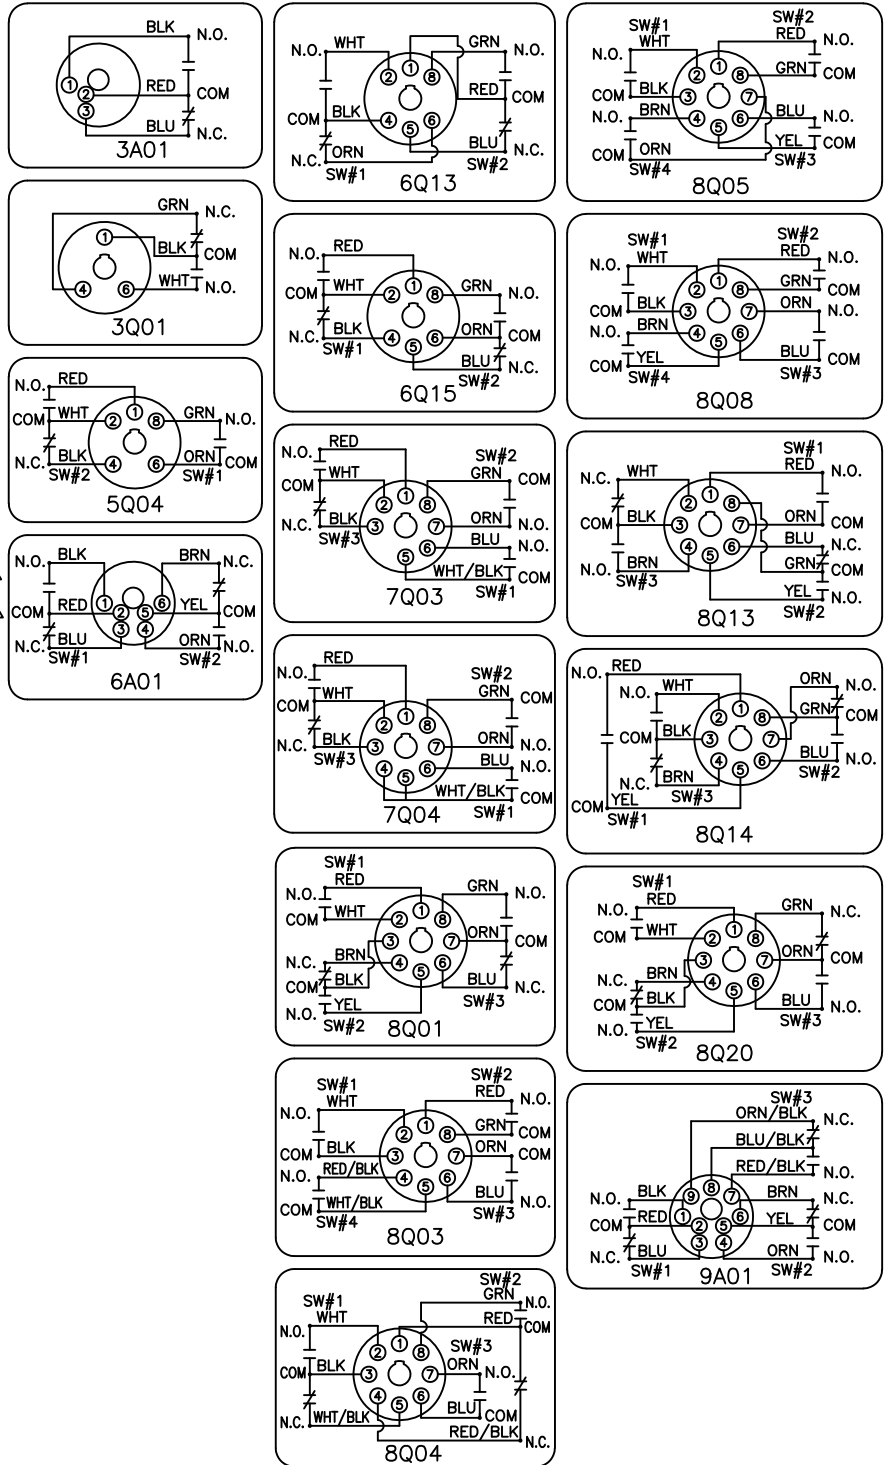 BLK N.O.
1
2 RED COM
3
BLU N.C.
3A01
GRN N.C.
1 BLK COM
4 6 WHT N.O.
3Q01
N.O. RED
COM WHT 2 1 8 GRN N.O.
N.C. BLK 4 6 ORN COM
SW#2 SW#1
5Q04
N.O. BLK BRN N.C.
1 6
COM RED 2 5 YEL COM
3 4
N.C. BLU ORN N.O.
SW#1 SW#2
6A01
N.O. WHT GRN
2 1 8
RED COM
COM BLK 4 5 6
N.C. ORN BLU N.C.
SW#1 SW#2
6Q13
N.O. RED
1
COM WHT 2 8 GRN N.O.
N.C. BLK 4 5 6 ORN COM
SW#1 BLU N.C.
SW#2
6Q15
N.O. RED
SW#2
COM WHT GRN COM
2 1 8
N.C. BLK 3 7 ORN N.O.
SW#3 6 BLU N.O.
5
WHT/BLK COM
SW#1
7Q03
N.O. RED
SW#2
COM WHT GRN COM
2 1 8
N.C. BLK 3 7 ORN N.O.
SW#3 4 5 6 BLU N.O.
WHT/BLK COM
SW#1
7Q04
SW#1
N.O. RED GRN N.O.
COM WHT 2 1 8
3 7 ORN COM
N.C. BRN 4 5 6
COM BLK BLU N.C.
N.O. YEL SW#3
SW#2
8Q01
SW#1 SW#2
N.O. WHT RED N.O.
2 1 8 GRN COM
COM BLK 3 7 ORN COM
N.O. RED/BLK 4 5 6
COM WHT/BLK BLU N.O.
SW#4 SW#3
8Q03
SW#2
SW#1 GRN N.O.
N.O. WHT RED COM
2 1 8 SW#3
COM BLK 3 7 ORN N.O.
4 5 6
N.C. WHT/BLK BLU COM
RED/BLK N.C.
8Q04
SW#1 SW#2
N.O. WHT RED N.O.
2 1 8 GRN COM
COM BLK 3 7
N.O. BRN 4 5 6 BLU N.O.
COM ORN YEL COM
SW#4 SW#3
8Q05
SW#1 SW#2
N.O. WHT RED N.O.
2 1 8 GRN COM
COM BLK 3 7 ORN N.O.
N.O. BRN 4 5 6
COM YEL BLU COM
SW#4 SW#3
8Q08
SW#1
N.C. WHT RED N.O.
2 1 8
COM BLK 3 7 ORN COM
4 5 6 BLU N.C.
N.O. BRN GRN COM
SW#3 YEL N.O.
SW#2
8Q13
N.O. RED ORN N.O.
N.O. WHT 2 1 8 GRN COM
COM BLK 3 7
4 5 6 BLU N.O.
N.C. BRN SW#2
COM YEL SW#3
SW#1
8Q14
SW#1
N.O. RED GRN N.C.
COM WHT 2 1 8
3 7 ORN COM
N.C. BRN 4 5 6
COM BLK BLU N.O.
N.O. YEL SW#3
SW#2
8Q20
SW#3
ORN/BLK N.C.
BLU/BLK COM
RED/BLK N.O.
N.O. BLK 9 8 7 BRN N.C.
1 6
COM RED 2 5 YEL COM
3 4
N.C. BLU ORN N.O.
SW#1 SW#2
9A01